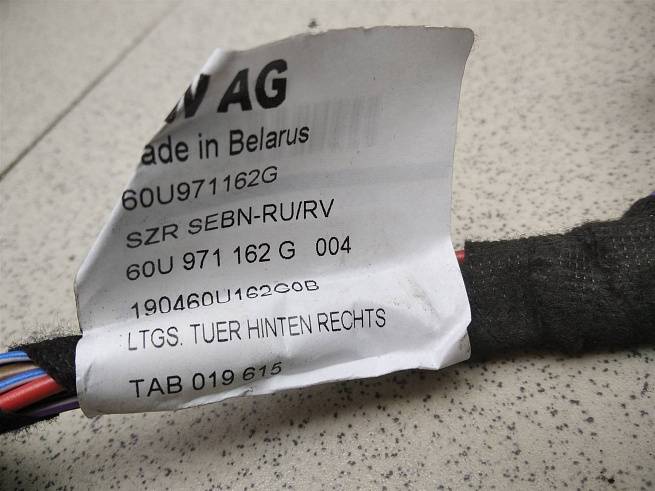 W AG
ade in Belarus
60U971162G
SZR SEBN-RU/RV
60U 971 162 G 004
190460U162G0B
LTGS. TUER HINTEN RECHTS
TAB 019 615